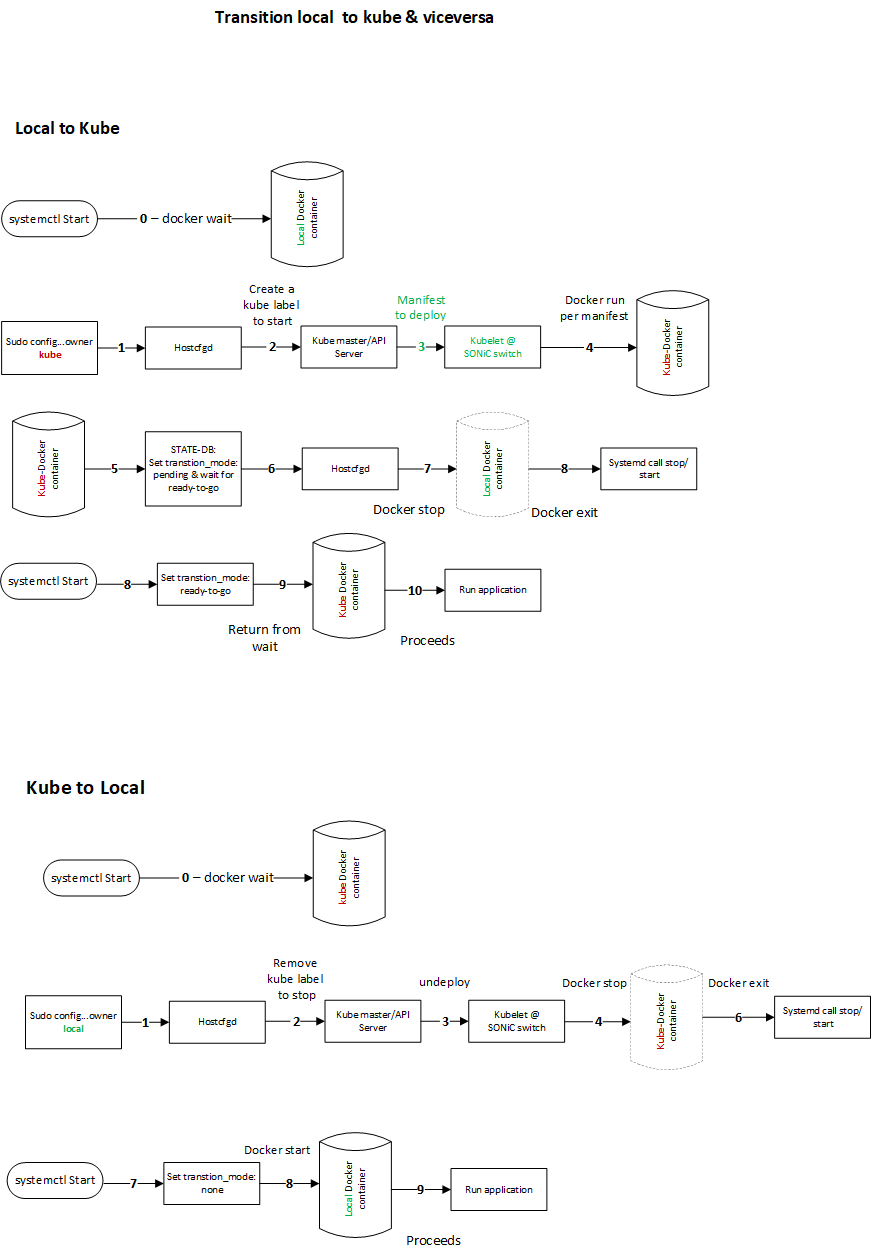 Transition local  to kube & viceversa
Local to Kube
systemctl Start
0 – docker wait
Local Docker
container
Sudo config...owner
kube
1
Hostcfgd
Create a
kube label
to start
2
Kube master/API
Server
Manifest
to deploy
3
Kubelet @
SONiC switch
Docker run
per manifest
4
Kube-Docker
container
Kube-Docker
container
5
STATE-DB:
Set transtion_mode:
pending & wait for
ready-to-go
6
Hostcfgd
7
Docker stop
Local Docker
container
8
Docker exit
Systemd call stop/
start
systemctl Start
8
Set transtion_mode:
ready-to-go
9
Return from
wait
Kube Docker
container
10
Proceeds
Run application
Kube to Local
systemctl Start
0 – docker wait
kube Docker
container
Sudo config...owner
local
1
Hostcfgd
Remove
kube label
to stop
2
Kube master/API
Server
undeploy
3
Kubelet @
SONiC switch
Docker stop
4
Kube-Docker
container
Docker exit
6
Systemd call stop/
start
systemctl Start
7
Set transtion_mode:
none
Docker start
8
Local Docker
container
9
Proceeds
Run application